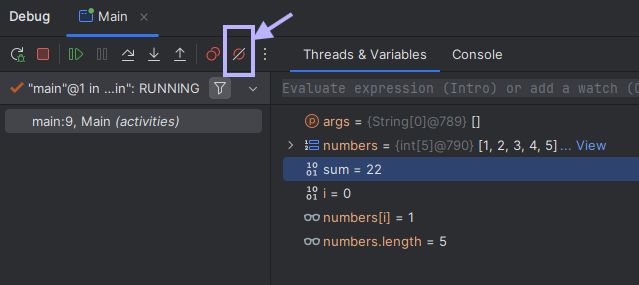 Debug Main
Threads & Variables Console
"main"@1 in ...in": RUNNING
Evaluate expression (Intro) or add a watch (
main:9, Main (activities)
args = {String[0]@789} []
numbers = {int[5]@790} [1, 2, 3, 4, 5] ... View
sum = 22
i = 0
numbers[i] = 1
numbers.length = 5